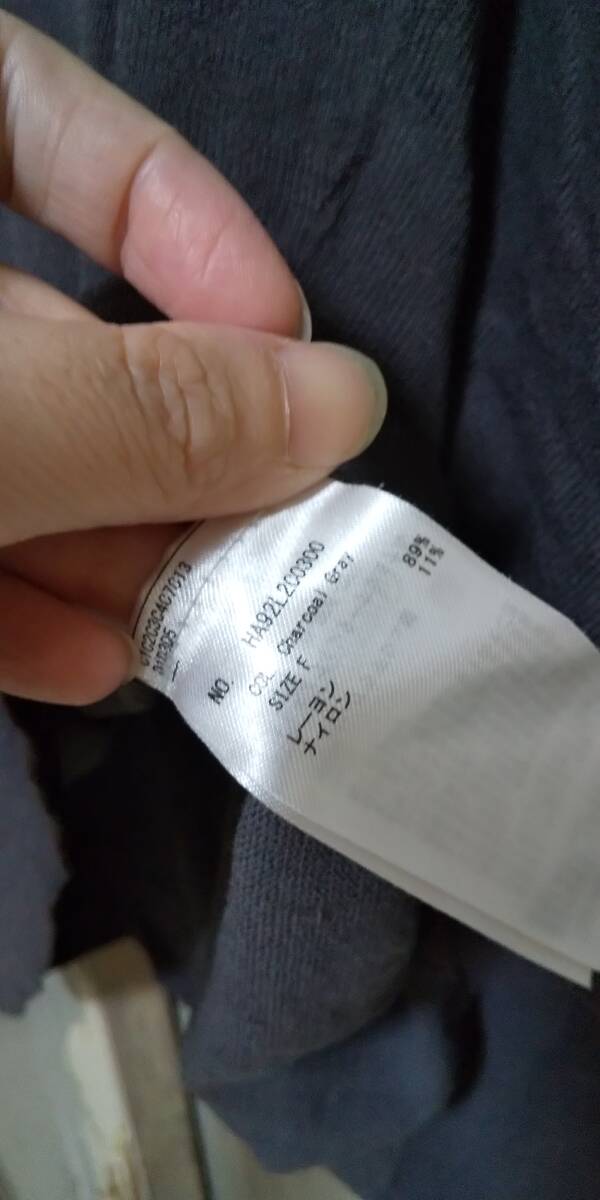 NO. HA92L200300
COL Charcoal Gray
SIZE F
レーヨン 89%
ナイロン 11%